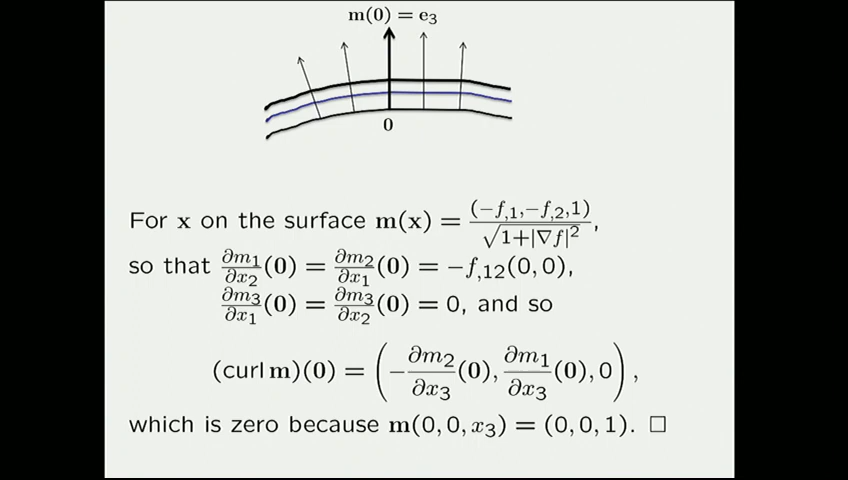 m(0) = e₃
0
For x on the surface m(x) = (−f,₁,−f,₂,1)/√(1+|∇f|²),
so that ∂m₁/∂x₂(0) = ∂m₂/∂x₁(0) = −f,₁₂(0,0),
∂m₃/∂x₁(0) = ∂m₃/∂x₂(0) = 0, and so
(curl m)(0) = (−∂m₂/∂x₃(0), ∂m₁/∂x₃(0), 0),
which is zero because m(0,0,x₃) = (0,0,1). □